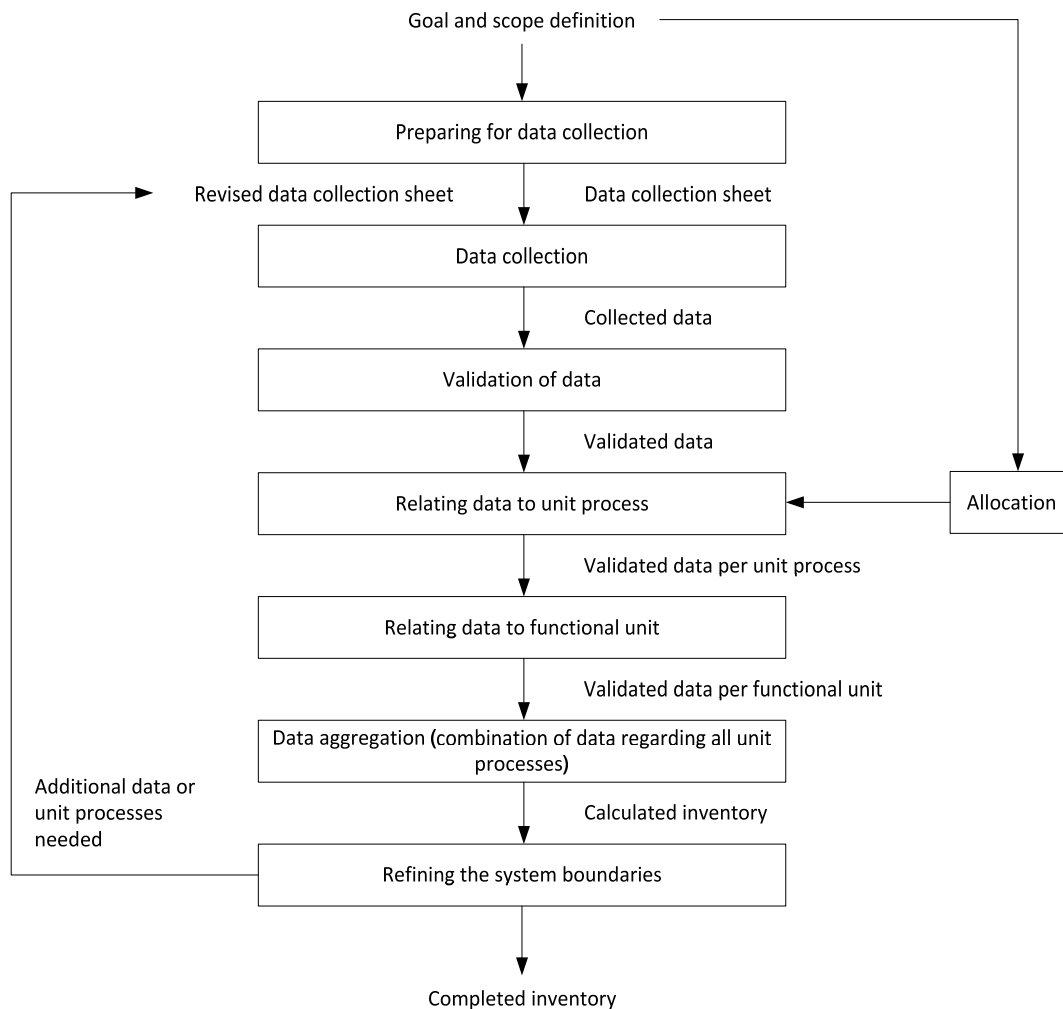 Goal and scope definition
Preparing for data collection
Revised data collection sheet
Data collection sheet
Data collection
Collected data
Validation of data
Validated data
Relating data to unit process
Allocation
Validated data per unit process
Relating data to functional unit
Validated data per functional unit
Data aggregation (combination of data regarding all unit
processes)
Additional data or
unit processes
needed
Calculated inventory
Refining the system boundaries
Completed inventory